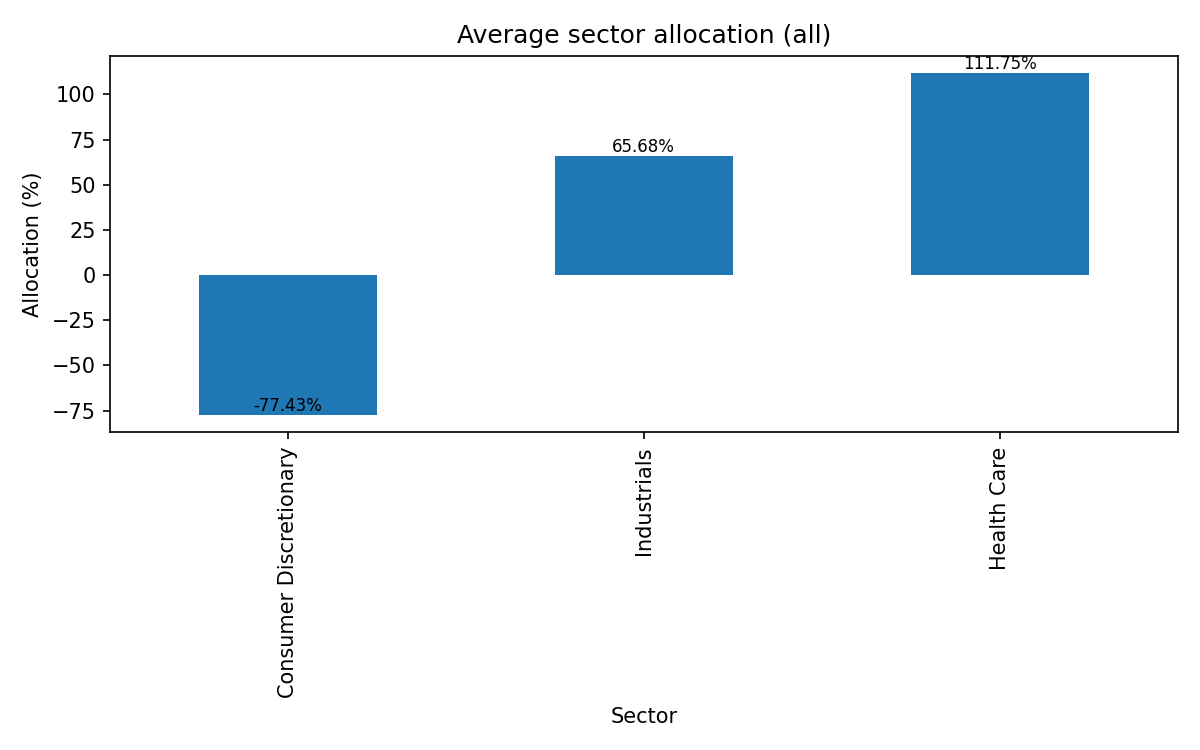 Average sector allocation (all)
111.75%
65.68%
-77.43%
100
75
50
25
0
−25
−50
−75
Allocation (%)
Consumer Discretionary
Industrials
Health Care
Sector